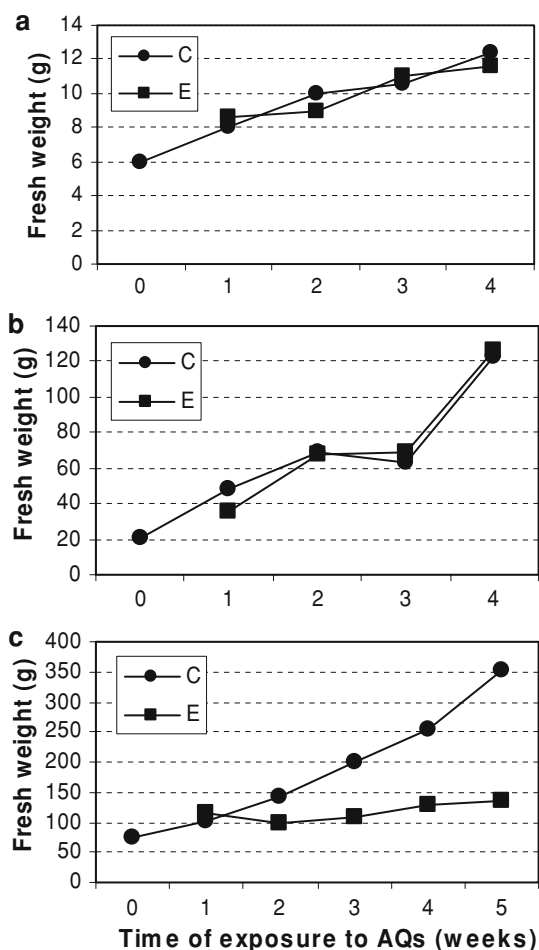 a
Fresh weight (g)
14
12
10
8
6
4
2
0
C
E
0 1 2 3 4
b
Fresh weight (g)
140
120
100
80
60
40
20
0
C
E
0 1 2 3 4
c
Fresh weight (g)
400
350
300
250
200
150
100
50
0
C
E
0 1 2 3 4 5
Time of exposure to AQs (weeks)